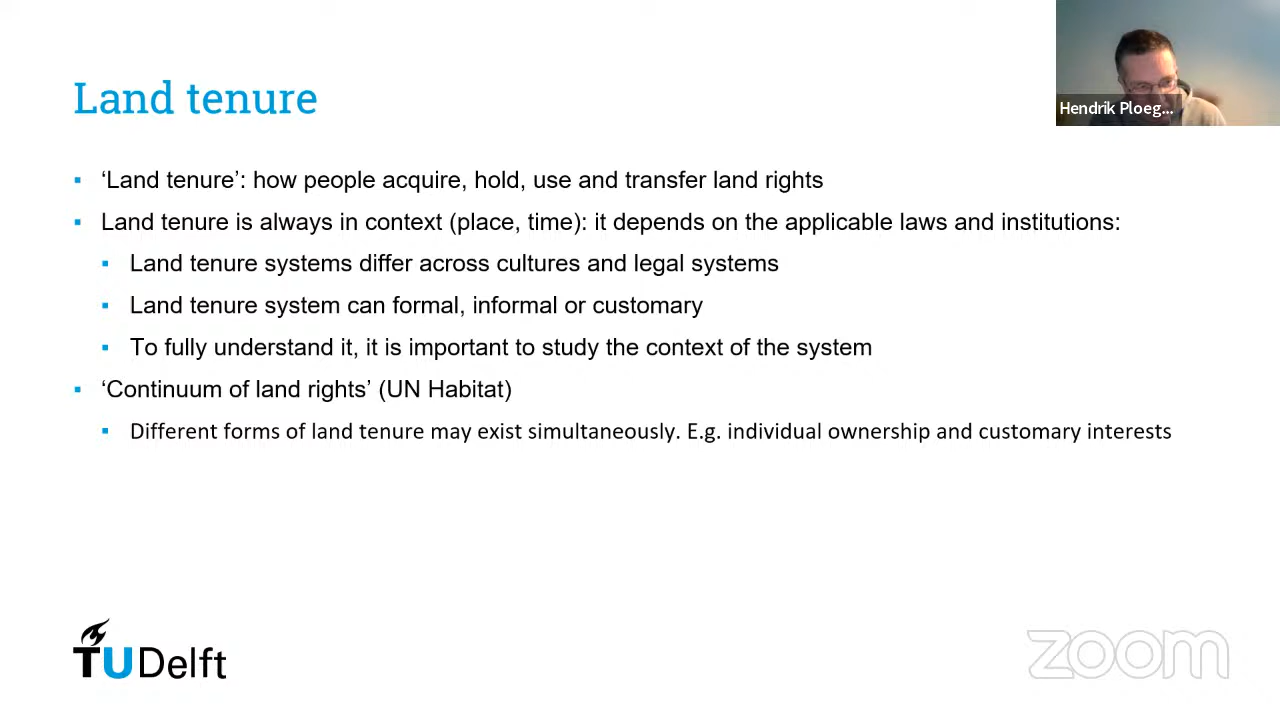 Land tenure
Hendrik Ploeg...
▪ ‘Land tenure’: how people acquire, hold, use and transfer land rights
▪ Land tenure is always in context (place, time): it depends on the applicable laws and institutions:
▪ Land tenure systems differ across cultures and legal systems
▪ Land tenure system can formal, informal or customary
▪ To fully understand it, it is important to study the context of the system
▪ ‘Continuum of land rights’ (UN Habitat)
▪ Different forms of land tenure may exist simultaneously. E.g. individual ownership and customary interests
TU Delft
zoom